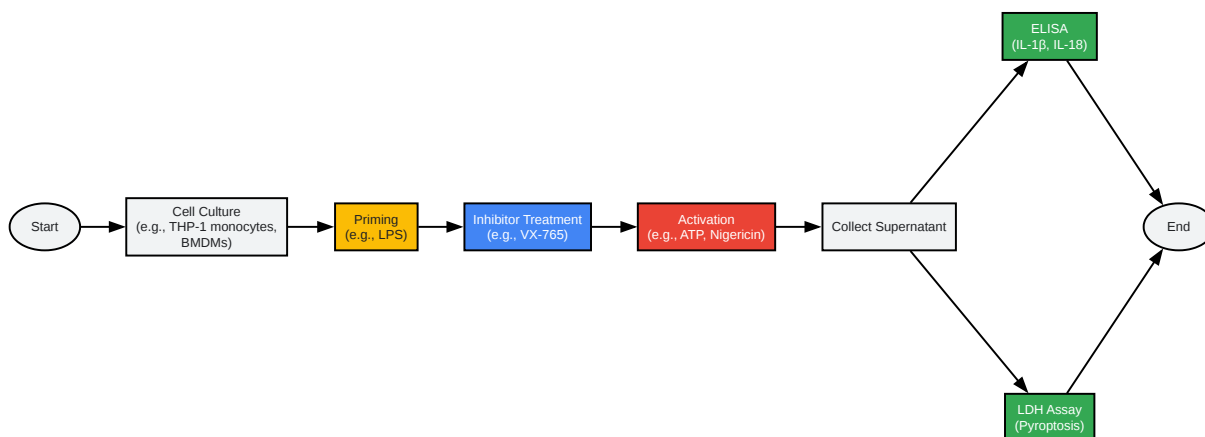 Start
Cell Culture
(e.g., THP-1 monocytes,
BMDMs)
Priming
(e.g., LPS)
Inhibitor Treatment
(e.g., VX-765)
Activation
(e.g., ATP, Nigericin)
Collect Supernatant
ELISA
(IL-1β, IL-18)
LDH Assay
(Pyroptosis)
End